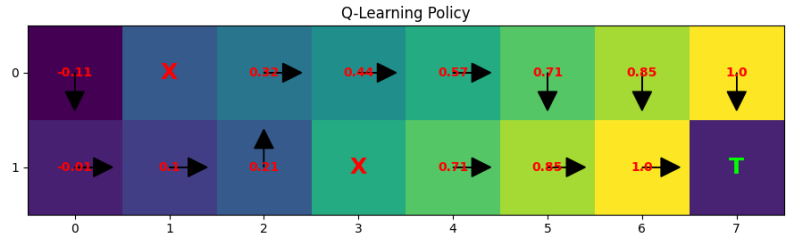 Q-Learning Policy
0 -0.11 X 0.32 0.44 0.57 0.71 0.85 1.0
1 -0.01 0.1 0.21 X 0.71 0.85 1.0 T
0 1 2 3 4 5 6 7